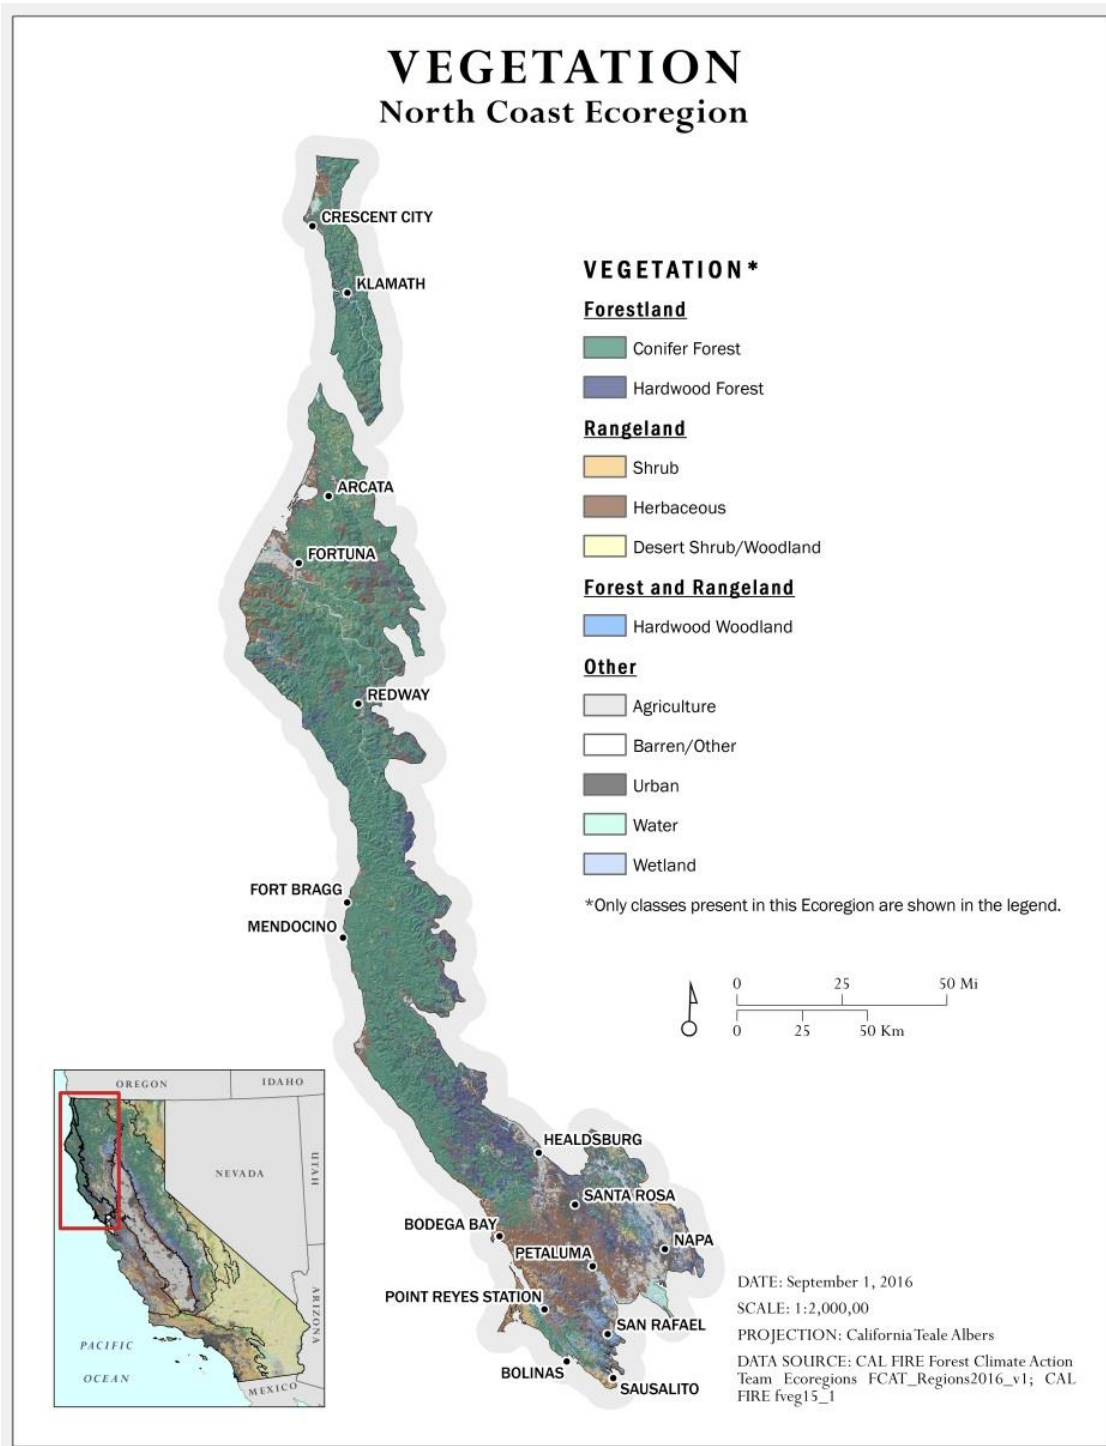 VEGETATION
North Coast Ecoregion
CRESCENT CITY
KLAMATH
ARCATA
FORTUNA
REDWAY
FORT BRAGG
MENDOCINO
HEALDSBURG
SANTA ROSA
BODEGA BAY
NAPA
PETALUMA
POINT REYES STATION
SAN RAFAEL
BOLINAS
SAUSALITO
VEGETATION*
Forestland
Conifer Forest
Hardwood Forest
Rangeland
Shrub
Herbaceous
Desert Shrub/Woodland
Forest and Rangeland
Hardwood Woodland
Other
Agriculture
Barren/Other
Urban
Water
Wetland
*Only classes present in this Ecoregion are shown in the legend.
0 25 50 Mi
0 25 50 Km
OREGON
IDAHO
NEVADA
UTAH
ARIZONA
PACIFIC
OCEAN
MEXICO
DATE: September 1, 2016
SCALE: 1:2,000,00
PROJECTION: California Teale Albers
DATA SOURCE: CAL FIRE Forest Climate Action
Team Ecoregions FCAT_Regions2016_v1; CAL
FIRE fveg15_1